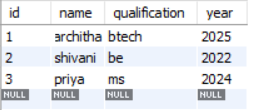 id name qualification year
1 architha btech 2025
2 shivani be 2022
3 priya ms 2024
NULL NULL NULL NULL